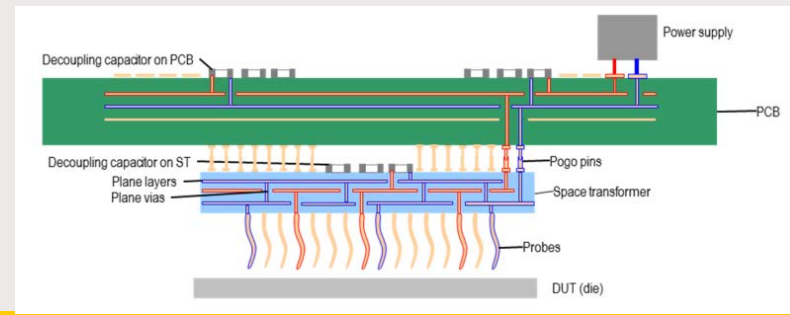 Power supply
Decoupling capacitor on PCB
PCB
Decoupling capacitor on ST
Pogo pins
Plane layers
Plane vias
Space transformer
Probes
DUT (die)